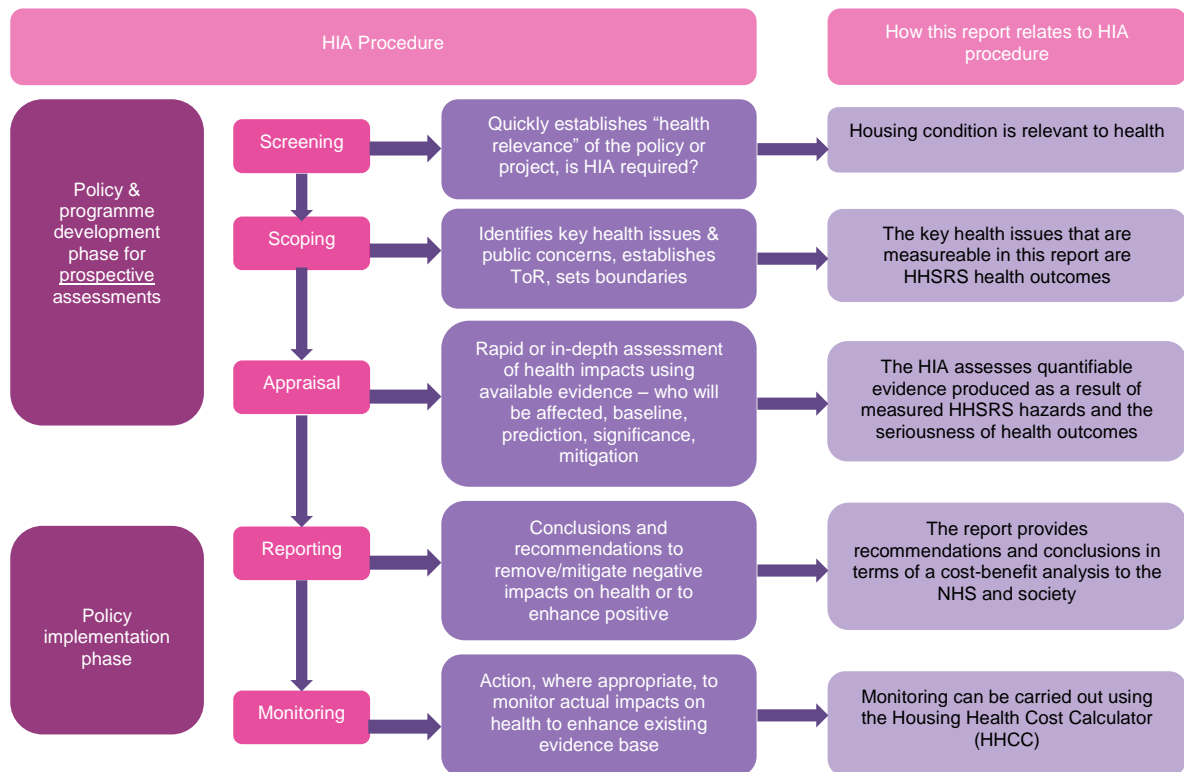 HIA Procedure
How this report relates to HIA
procedure
Policy &
programme
development
phase for
prospective
assessments
Screening
Quickly establishes “health
relevance” of the policy or
project, is HIA required?
Housing condition is relevant to health
Scoping
Identifies key health issues &
public concerns, establishes
ToR, sets boundaries
The key health issues that are
measureable in this report are
HHSRS health outcomes
Appraisal
Rapid or in-depth assessment
of health impacts using
available evidence – who will
be affected, baseline,
prediction, significance,
mitigation
The HIA assesses quantifiable
evidence produced as a result of
measured HHSRS hazards and the
seriousness of health outcomes
Policy
implementation
phase
Reporting
Conclusions and
recommendations to
remove/mitigate negative
impacts on health or to
enhance positive
The report provides
recommendations and conclusions in
terms of a cost-benefit analysis to the
NHS and society
Monitoring
Action, where appropriate, to
monitor actual impacts on
health to enhance existing
evidence base
Monitoring can be carried out using
the Housing Health Cost Calculator
(HHCC)